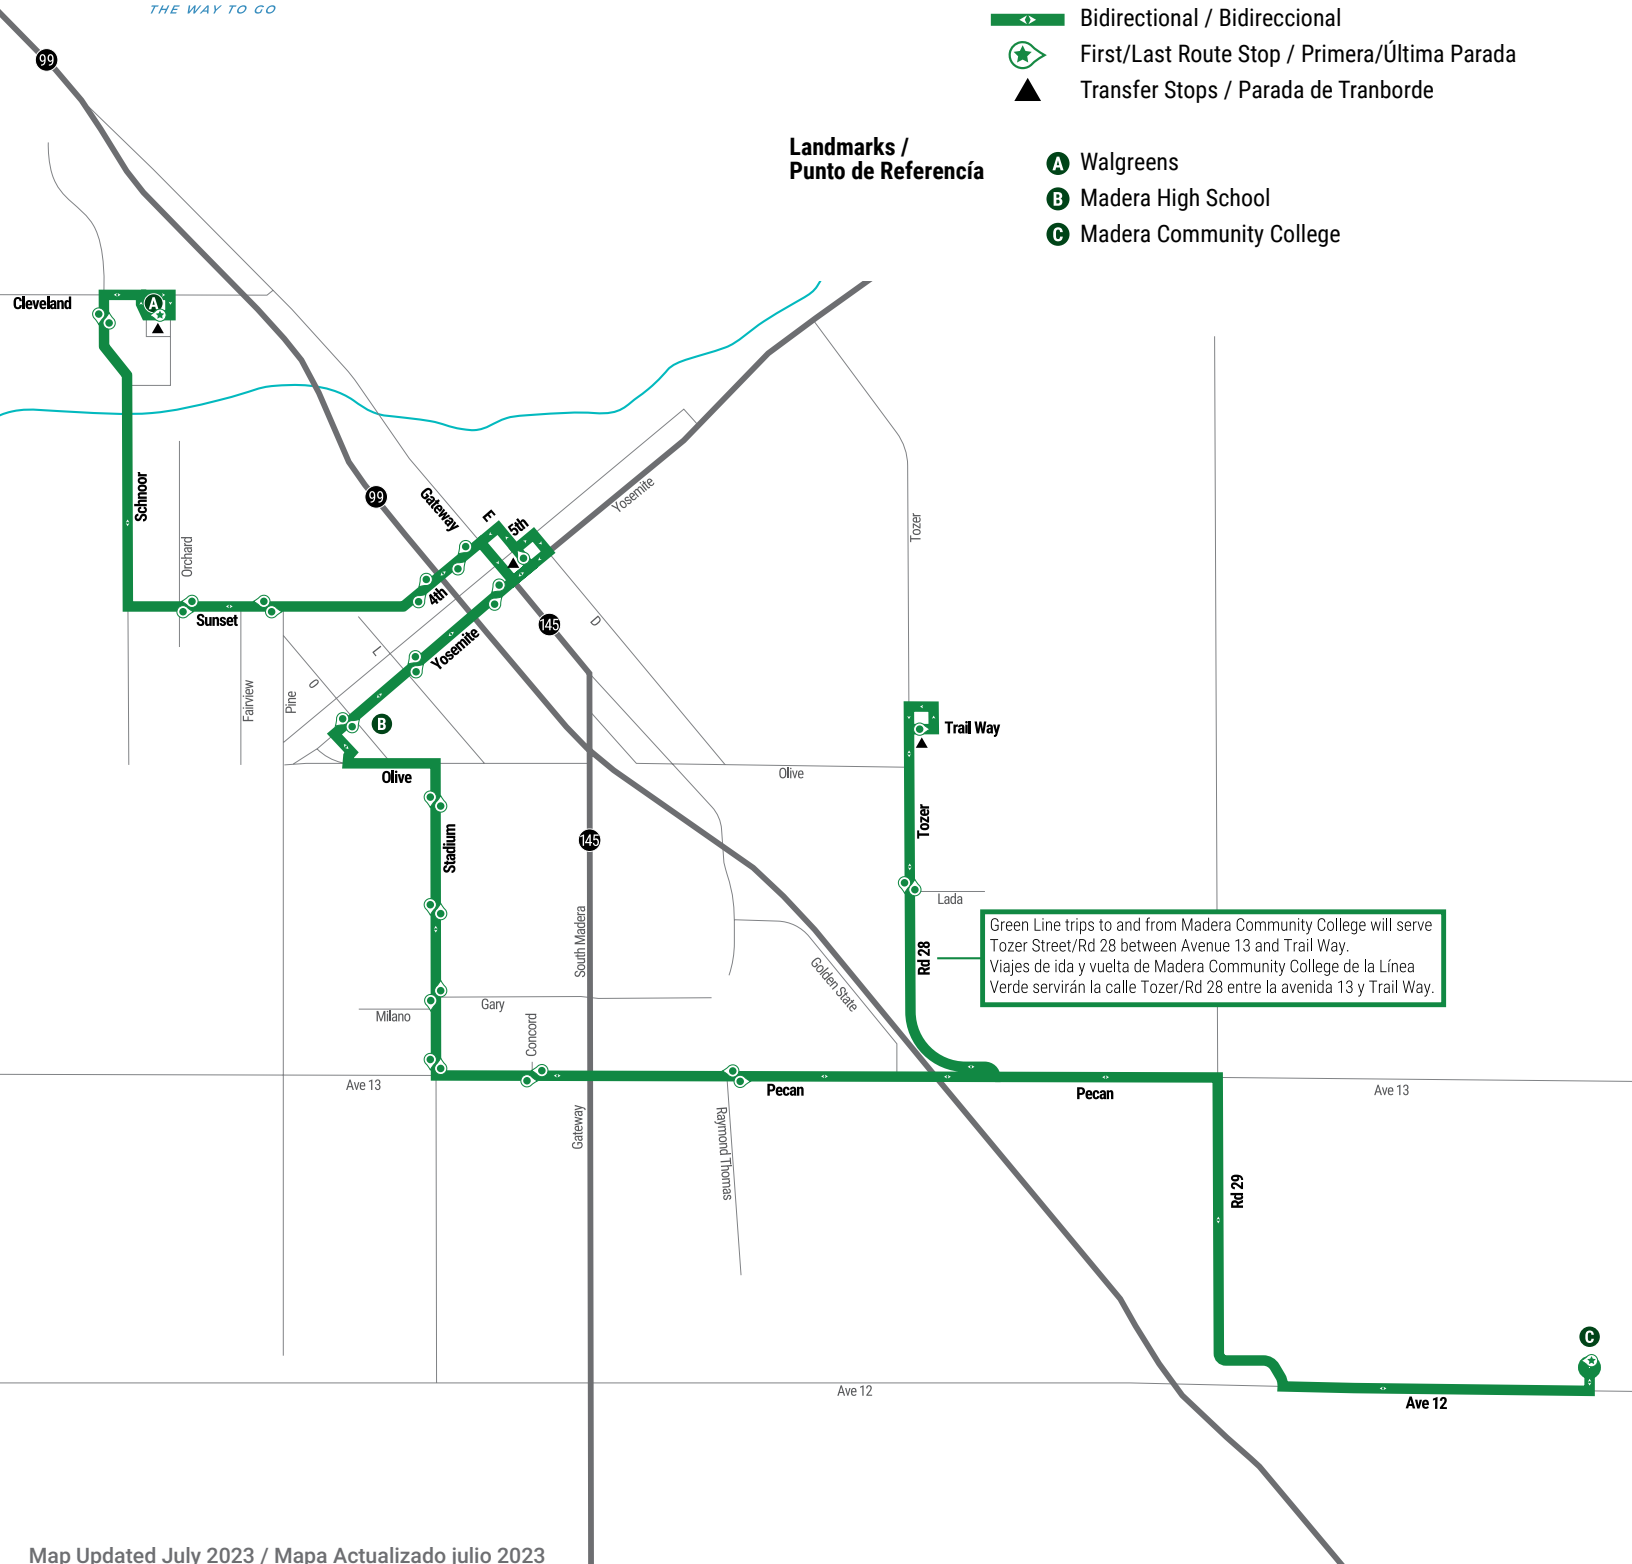 THE WAY TO GO
Bidirectional / Bidireccional
First/Last Route Stop / Primera/Última Parada
Transfer Stops / Parada de Tranborde
Landmarks /
Punto de Referencía
A Walgreens
B Madera High School
C Madera Community College
99
Cleveland
A
Schnoor
Orchard
Sunset
Fairview
Pine
99
Gateway
E
5th
4th
Yosemite
Yosemite
145
D
L
O
B
Olive
Olive
Tozer
Trail Way
Tozer
Stadium
145
South Madera
Lada
Rd 28
Green Line trips to and from Madera Community College will serve
Tozer Street/Rd 28 between Avenue 13 and Trail Way.
Viajes de ida y vuelta de Madera Community College de la Línea
Verde servirán la calle Tozer/Rd 28 entre la avenida 13 y Trail Way.
Golden State
Milano
Gary
Concord
Ave 13
Pecan
Pecan
Ave 13
Gateway
Raymond Thomas
Rd 29
C
Ave 12
Ave 12
Map Updated July 2023 / Mapa Actualizado julio 2023